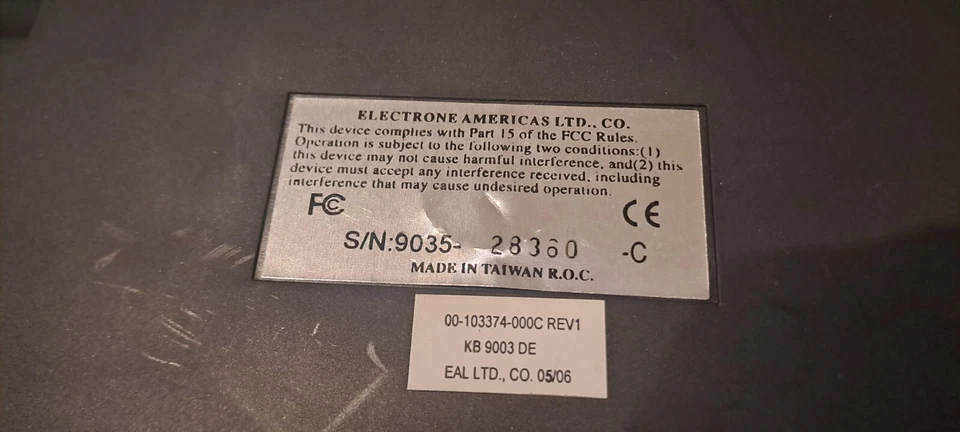 ELECTRONE AMERICAS LTD., CO.
This device complies with Part 15 of the FCC Rules.
Operation is subject to the following two conditions:(1)
this device may not cause harmful interference, and(2) this
device must accept any interference received, including
interference that may cause undesired operation.
FC CE
S/N:9035- 28360 -C
MADE IN TAIWAN R.O.C.
00-103374-000C REV1
KB 9003 DE
EAL LTD., CO. 05/06